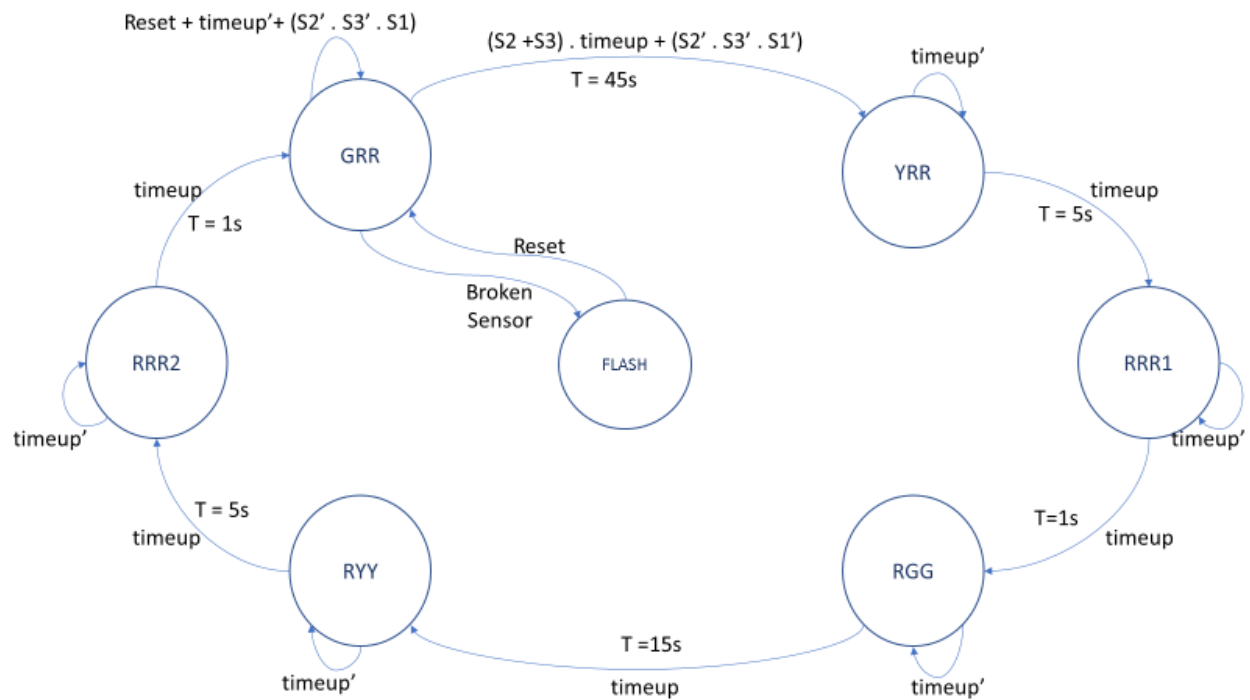 Reset + timeup’+ (S2’ . S3’ . S1)
(S2 +S3) . timeup + (S2’ . S3’ . S1’)
T = 45s
timeup’
GRR
YRR
timeup
T = 1s
timeup
T = 5s
Reset
Broken
Sensor
RRR2
FLASH
RRR1
timeup’
timeup’
T = 5s
timeup
T=1s
timeup
RYY
RGG
T =15s
timeup’
timeup
timeup’